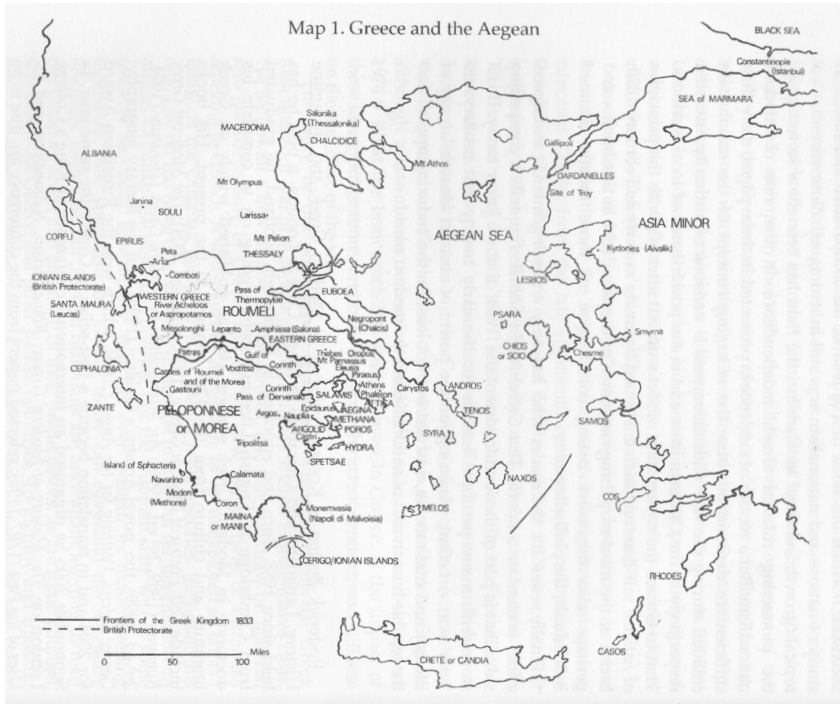 Map 1. Greece and the Aegean
BLACK SEA
Constantinople
(Istanbul)
SEA of MARMARA
Salonika
(Thessalonika)
MACEDONIA
CHALCIDICE
Gallipoli
ALBANIA
Mt Athos
DARDANELLES
Mt Olympus
Site of Troy
Janina
SOULI
Larissa
ASIA MINOR
CORFU
EPIRUS
Mt Pelion
AEGEAN SEA
Peta
THESSALY
Kydonies (Aivalik)
Arta
Comboti
IONIAN ISLANDS
(British Protectorate)
LESBOS
WESTERN GREECE
Pass of
Thermopylae
EUBOEA
SANTA MAURA
(Leucas)
River Acheloos
or Aspropotamos
ROUMELI
PSARA
Negropont
(Chalcis)
Missolonghi
Lepanto
Amphissa (Salona)
EASTERN GREECE
Smyrna
CHIOS
or SCIO
Chesme
Patras
Gulf of
Corinth
Thebes
Oropos
Mt Parnassus
Eleusis
Piraeus
CEPHALONIA
Vostitsa
Castles of Roumeli
and of the Morea
Gastouni
Corinth
Pass of Dervenaki
SALAMIS
Athens
Phaleron
ATTICA
Carystos
ANDROS
ZANTE
PELOPONNESE
or MOREA
Epidaurus
AEGINA
TENOS
Argos
Nauplia
METHANA
SAMOS
ARGOLID
POROS
Castri
SYRA
Tripolitsa
HYDRA
SPETSAE
Island of Sphacteria
Navarino
Calamata
NAXOS
Modon
(Methone)
Coron
COS
MAINA
or MANI
Monemvasia
(Napoli di Malvoisia)
MELOS
CERIGO/IONIAN ISLANDS
RHODES
Frontiers of the Greek Kingdom 1833
British Protectorate
Miles
0 50 100
CASOS
CRETE or CANDIA